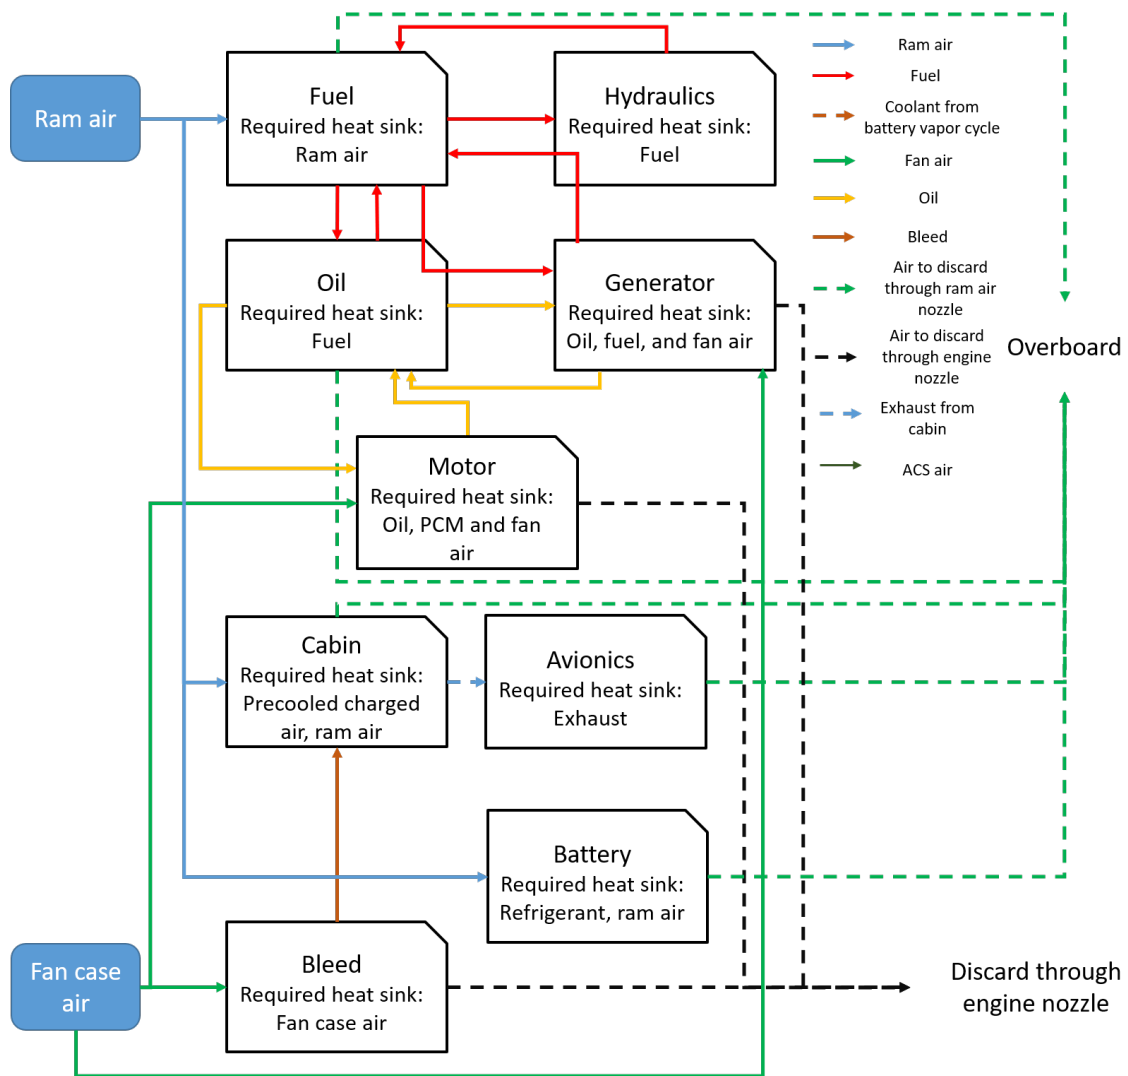 Ram air
Fuel
Required heat sink:
Ram air
Hydraulics
Required heat sink:
Fuel
Oil
Required heat sink:
Fuel
Generator
Required heat sink:
Oil, fuel, and fan air
Motor
Required heat sink:
Oil, PCM and fan
air
Cabin
Required heat sink:
Precooled charged
air, ram air
Avionics
Required heat sink:
Exhaust
Battery
Required heat sink:
Refrigerant, ram air
Fan case
air
Bleed
Required heat sink:
Fan case air
Ram air
Fuel
Coolant from
battery vapor cycle
Fan air
Oil
Bleed
Air to discard
through ram air
nozzle
Air to discard
through engine
nozzle
Exhaust from
cabin
ACS air
Overboard
Discard through
engine nozzle